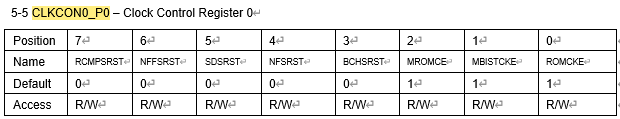 5-5 CLKCON0_P0 – Clock Control Register 0
Position 7 6 5 4 3 2 1 0
Name RCMPSRST NFFSRST SDSRST NFSRST BCHSRST MROMCE MBISTCKE ROMCKE
Default 0 0 0 0 0 1 1 1
Access R/W R/W R/W R/W R/W R/W R/W R/W